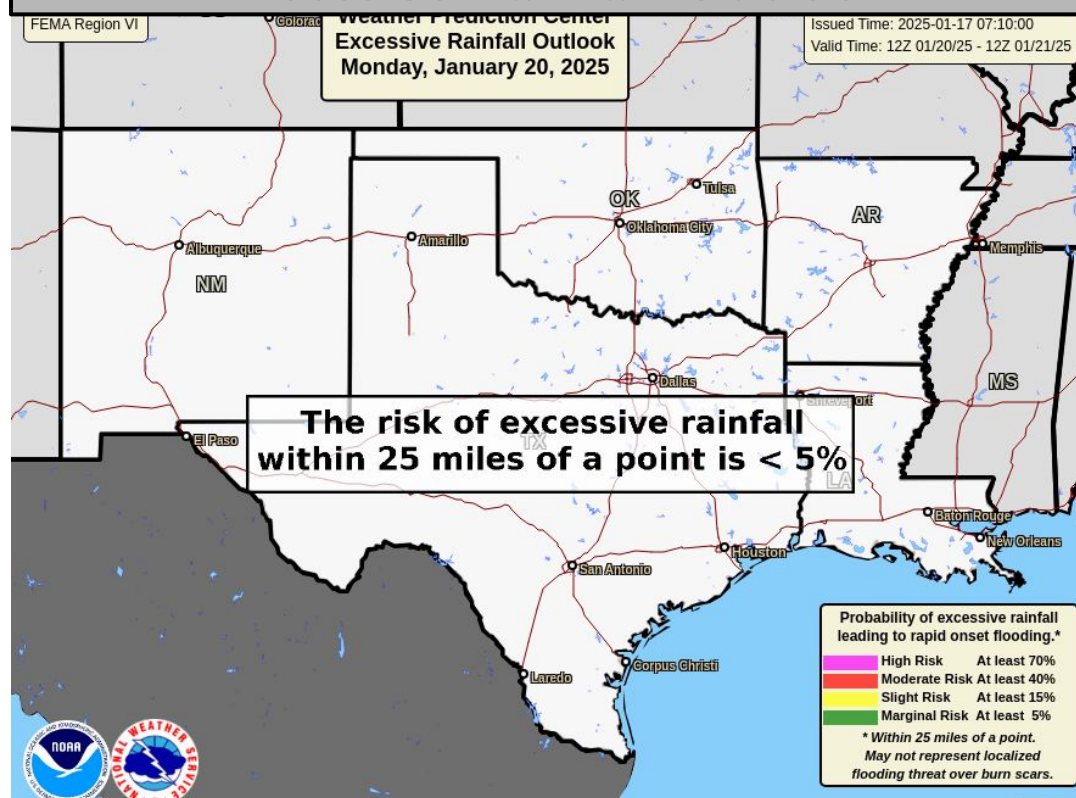 FEMA Region VI
Weather Prediction Center
Excessive Rainfall Outlook
Monday, January 20, 2025
Issued Time: 2025-01-17 07:10:00
Valid Time: 12Z 01/20/25 - 12Z 01/21/25
Colorad
Tulsa
OK
Oklahoma City
AR
Albuquerque
Amarillo
Memphis
NM
Dallas
MS
Shreveport
The risk of excessive rainfall
within 25 miles of a point is < 5%
El Paso
TX
LA
Baton Rouge
New Orleans
Houston
San Antonio
Corpus Christi
Laredo
Probability of excessive rainfall
leading to rapid onset flooding.*
High Risk At least 70%
Moderate Risk At least 40%
Slight Risk At least 15%
Marginal Risk At least 5%
* Within 25 miles of a point.
May not represent localized
flooding threat over burn scars.
NOAA
NATIONAL WEATHER SERVICE